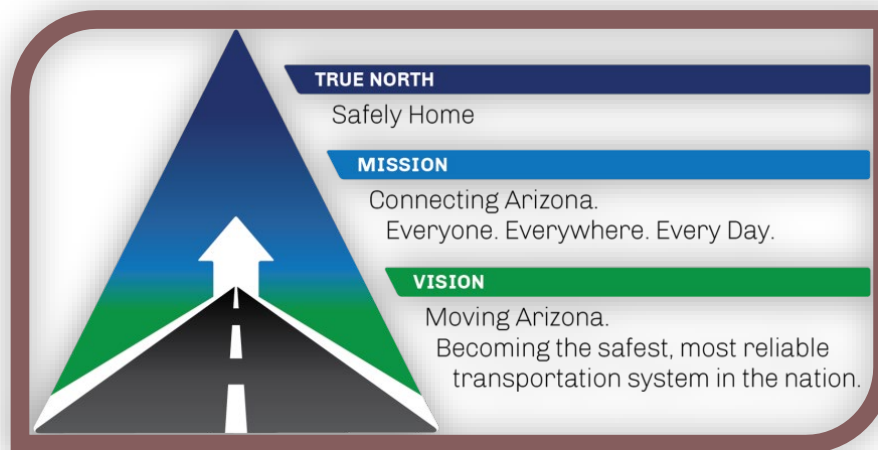 TRUE NORTH
Safely Home
MISSION
Connecting Arizona.
Everyone. Everywhere. Every Day.
VISION
Moving Arizona.
Becoming the safest, most reliable
transportation system in the nation.